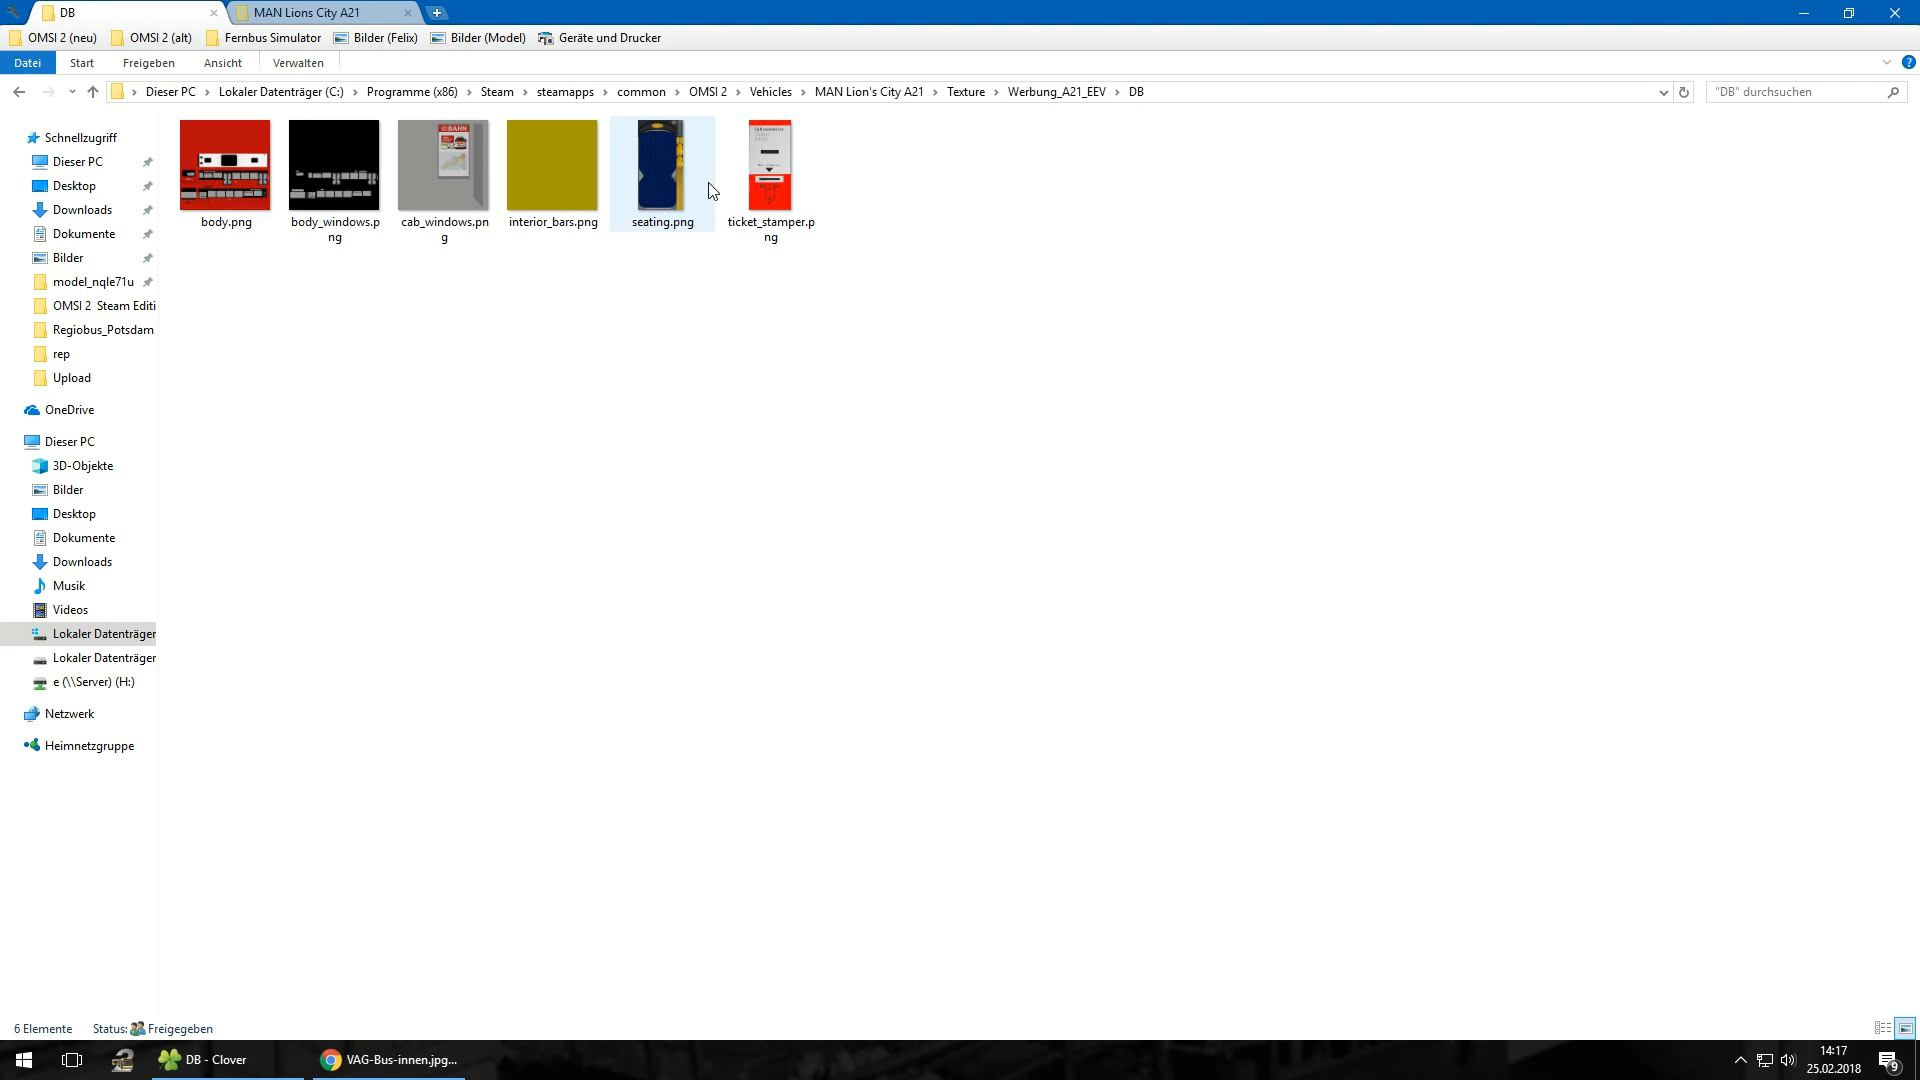 DB
MAN Lions City A21
OMSI 2 (neu)
OMSI 2 (alt)
Fernbus Simulator
Bilder (Felix)
Bilder (Model)
Geräte und Drucker
Datei
Start
Freigeben
Ansicht
Verwalten
Dieser PC
Lokaler Datenträger (C:)
Programme (x86)
Steam
steamapps
common
OMSI 2
Vehicles
MAN Lion's City A21
Texture
Werbung_A21_EEV
DB
"DB" durchsuchen
Schnellzugriff
Dieser PC
Desktop
Downloads
Dokumente
Bilder
model_nqle71u
OMSI 2 Steam Editi
Regiobus_Potsdam
rep
Upload
OneDrive
Dieser PC
3D-Objekte
Bilder
Desktop
Dokumente
Downloads
Musik
Videos
Lokaler Datenträger
Lokaler Datenträger
e (\\Server) (H:)
Netzwerk
Heimnetzgruppe
BAHN
body.png
body_windows.p
ng
cab_windows.pn
g
interior_bars.png
seating.png
ticket_stamper.p
ng
6 Elemente
Status:
Freigegeben
DB - Clover
VAG-Bus-innen.jpg...
14:17
25.02.2018
9